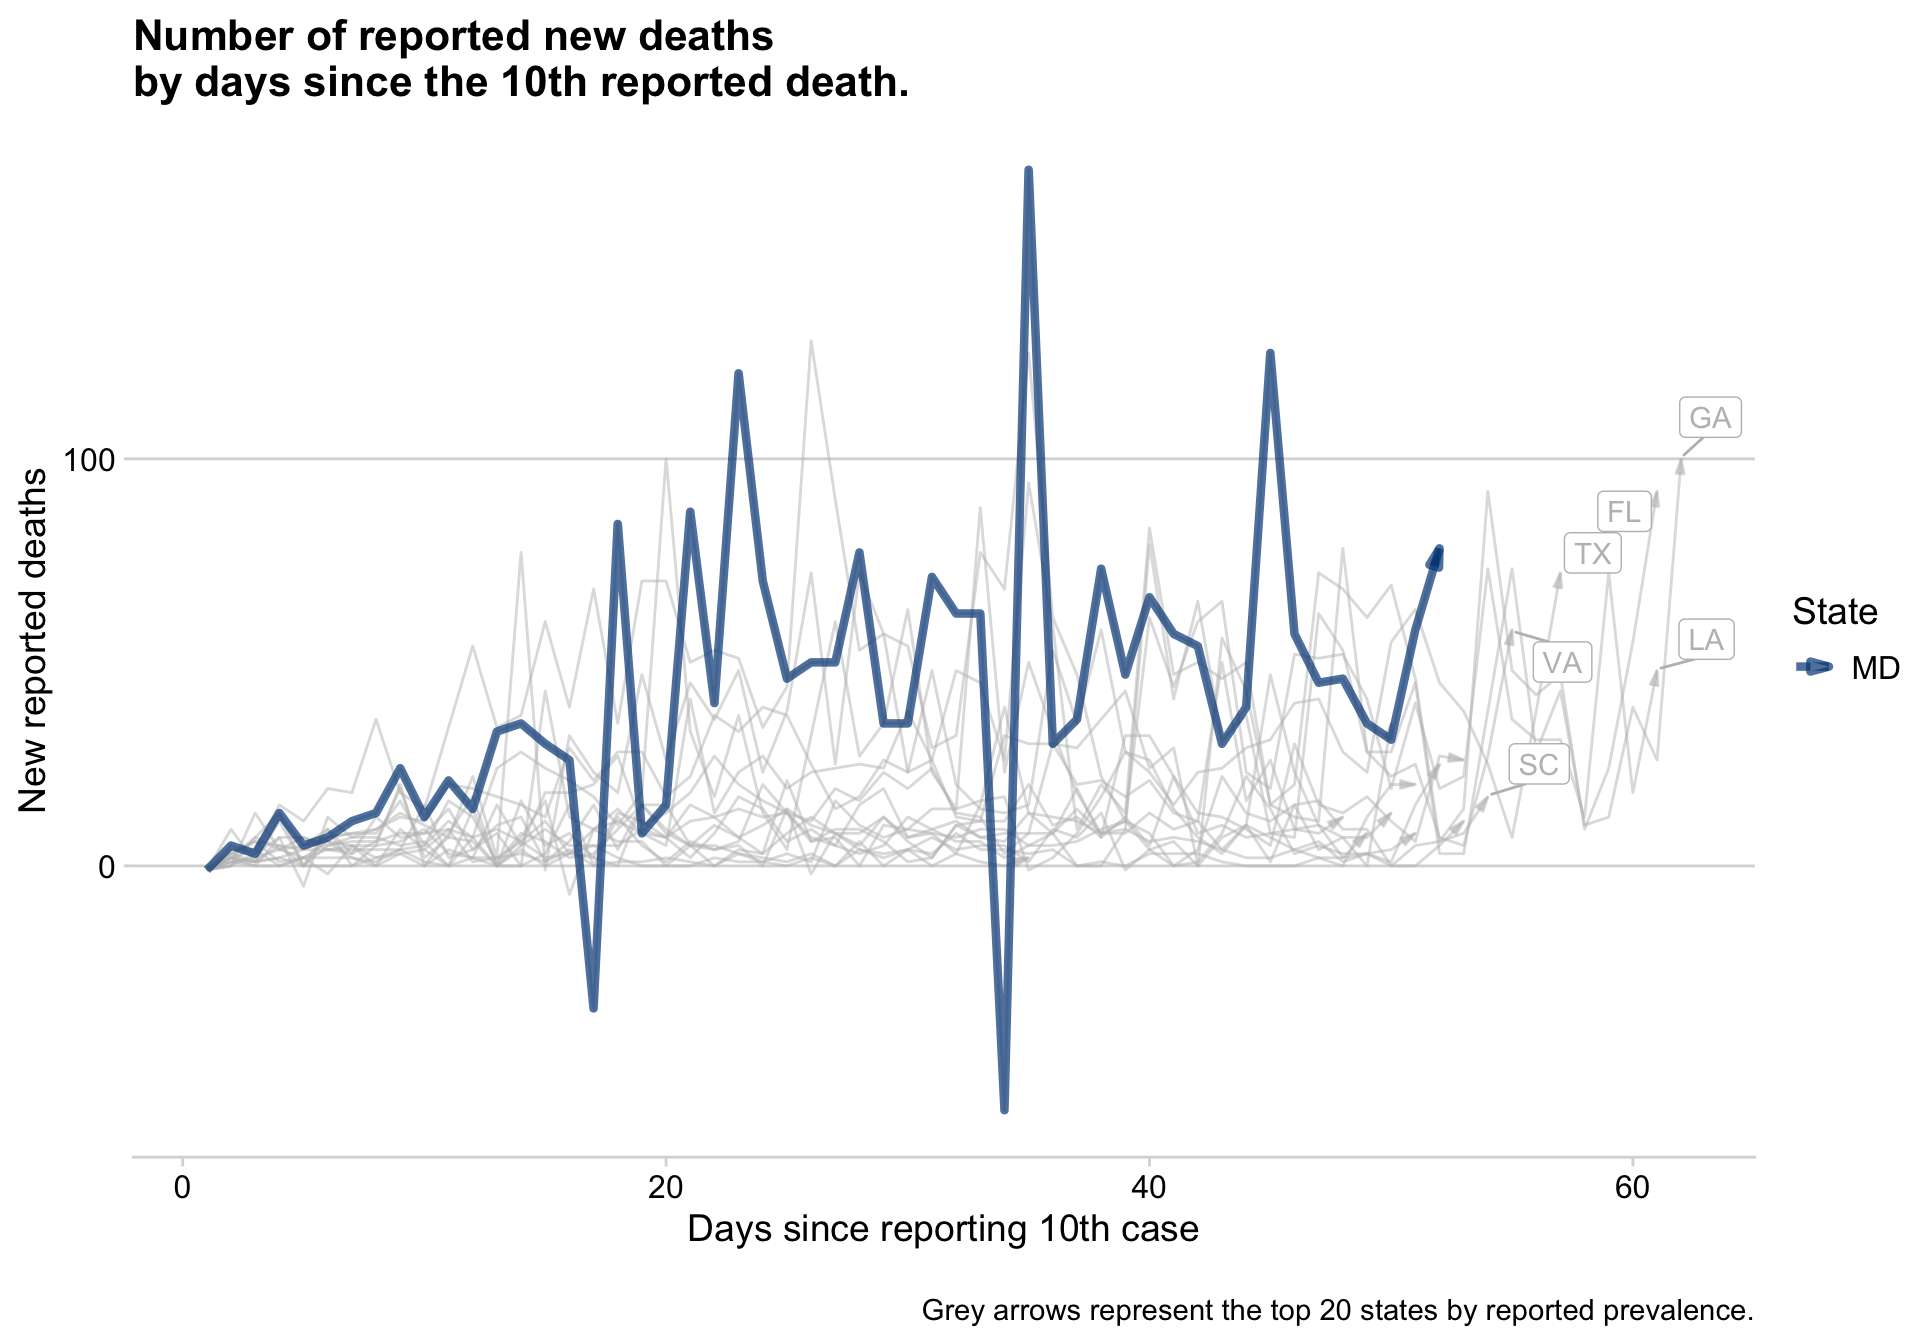 Number of reported new deaths
by days since the 10th reported death.
New reported deaths
100
0
GA
FL
TX
LA
VA
SC
State
MD
0 20 40 60
Days since reporting 10th case
Grey arrows represent the top 20 states by reported prevalence.